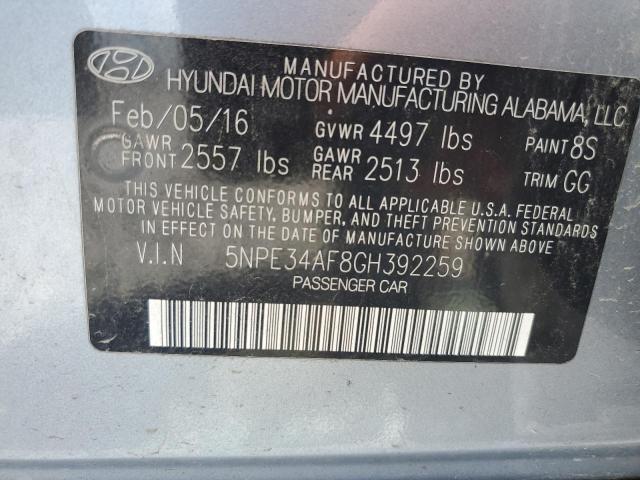 MANUFACTURED BY
HYUNDAI MOTOR MANUFACTURING ALABAMA, LLC
Feb/05/16 GVWR 4497 lbs PAINT 8S
GAWR FRONT 2557 lbs GAWR REAR 2513 lbs TRIM GG
THIS VEHICLE CONFORMS TO ALL APPLICABLE U.S.A. FEDERAL
MOTOR VEHICLE SAFETY, BUMPER, AND THEFT PREVENTION STANDARDS
IN EFFECT ON THE DATE OF MANUFACTURE SHOWN ABOVE
V.I.N 5NPE34AF8GH392259
PASSENGER CAR